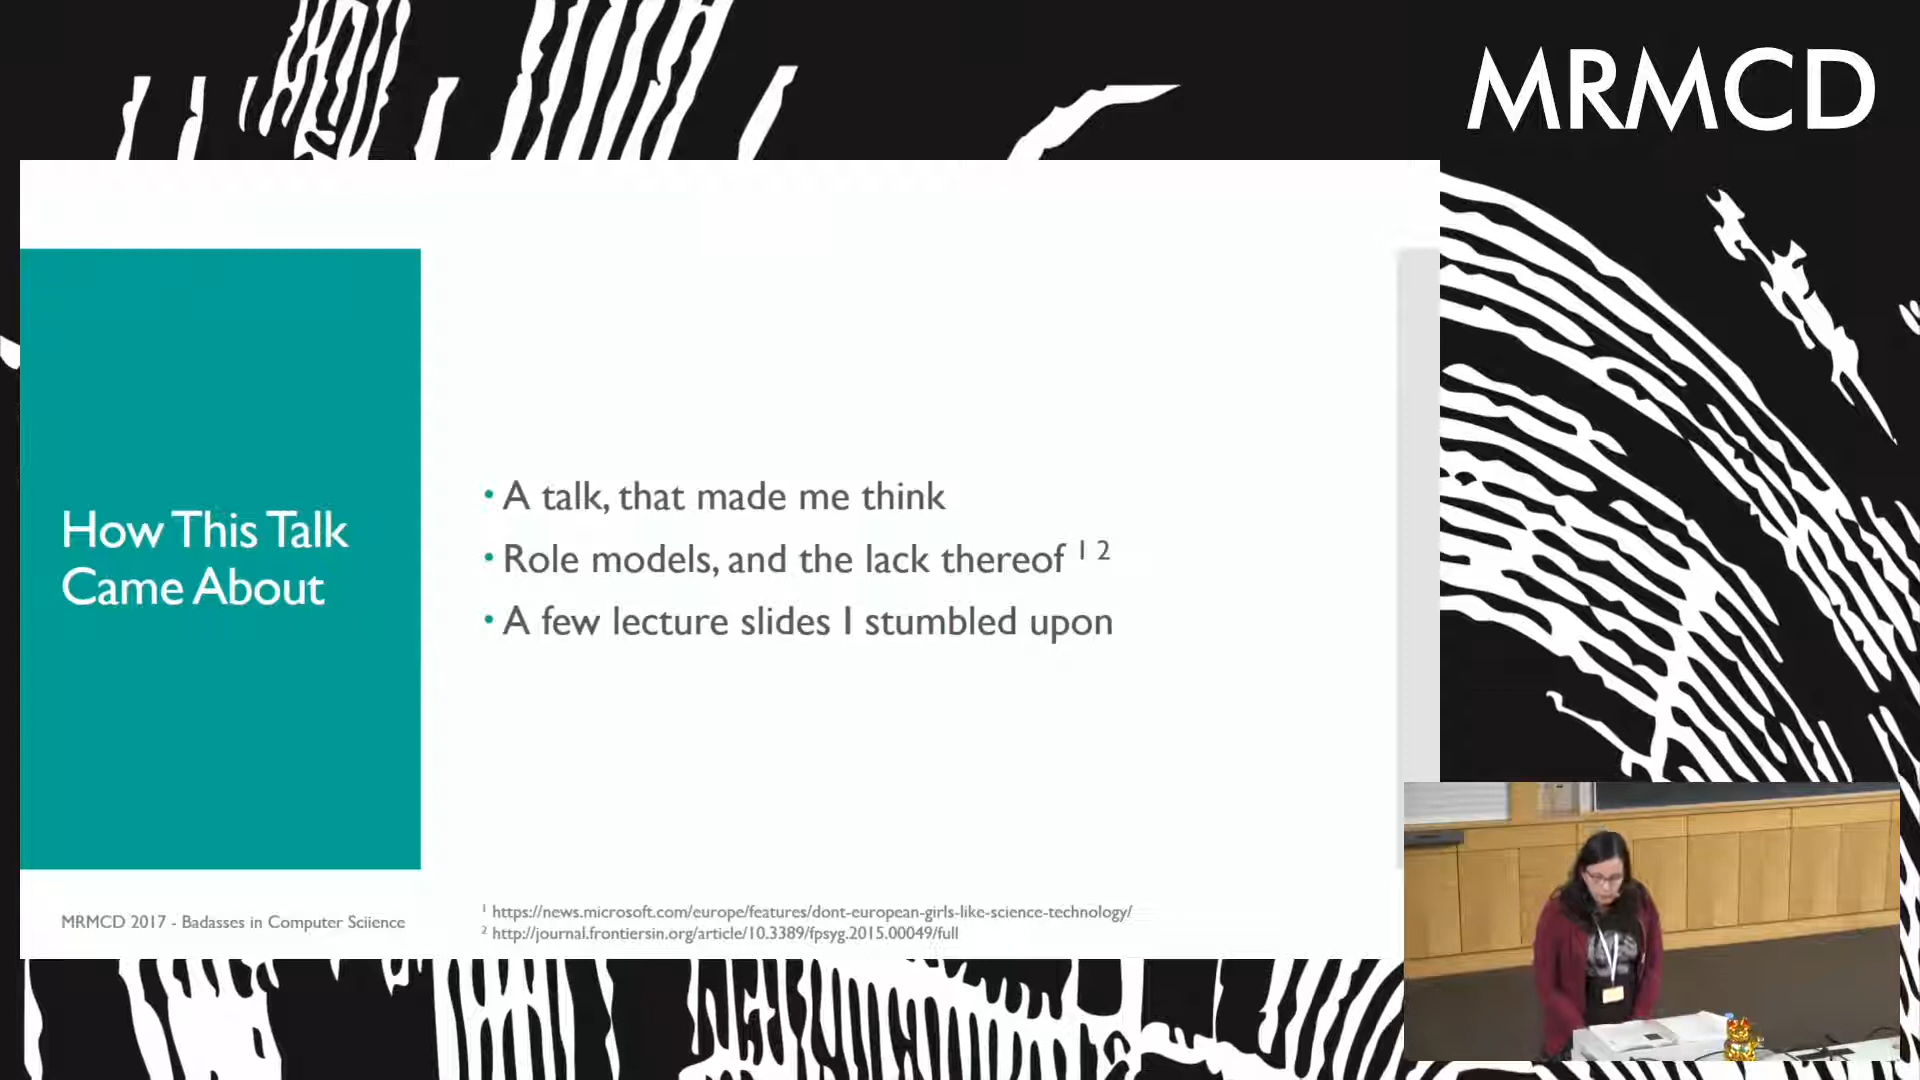 MRMCD
How This Talk
Came About
• A talk, that made me think
• Role models, and the lack thereof 1 2
• A few lecture slides I stumbled upon
MRMCD 2017 - Badasses in Computer Sciience
1 https://news.microsoft.com/europe/features/dont-european-girls-like-science-technology/
2 http://journal.frontiersin.org/article/10.3389/fpsyg.2015.00049/full